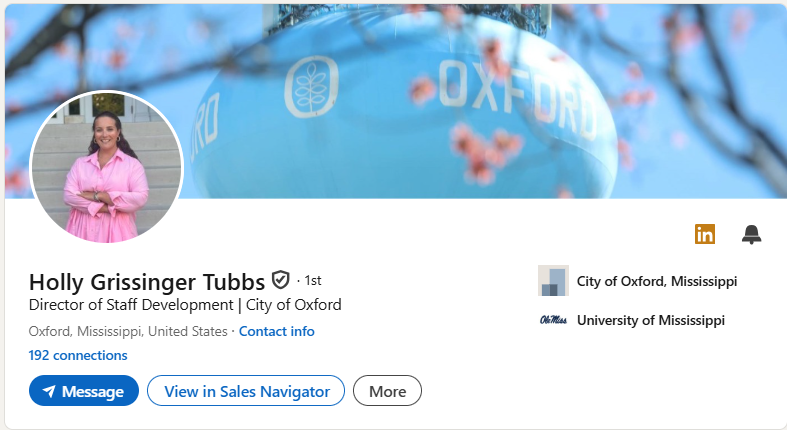 OXFORD
RD
in
Holly Grissinger Tubbs · 1st
Director of Staff Development | City of Oxford
Oxford, Mississippi, United States · Contact info
192 connections
Message
View in Sales Navigator
More
City of Oxford, Mississippi
Ole Miss
University of Mississippi